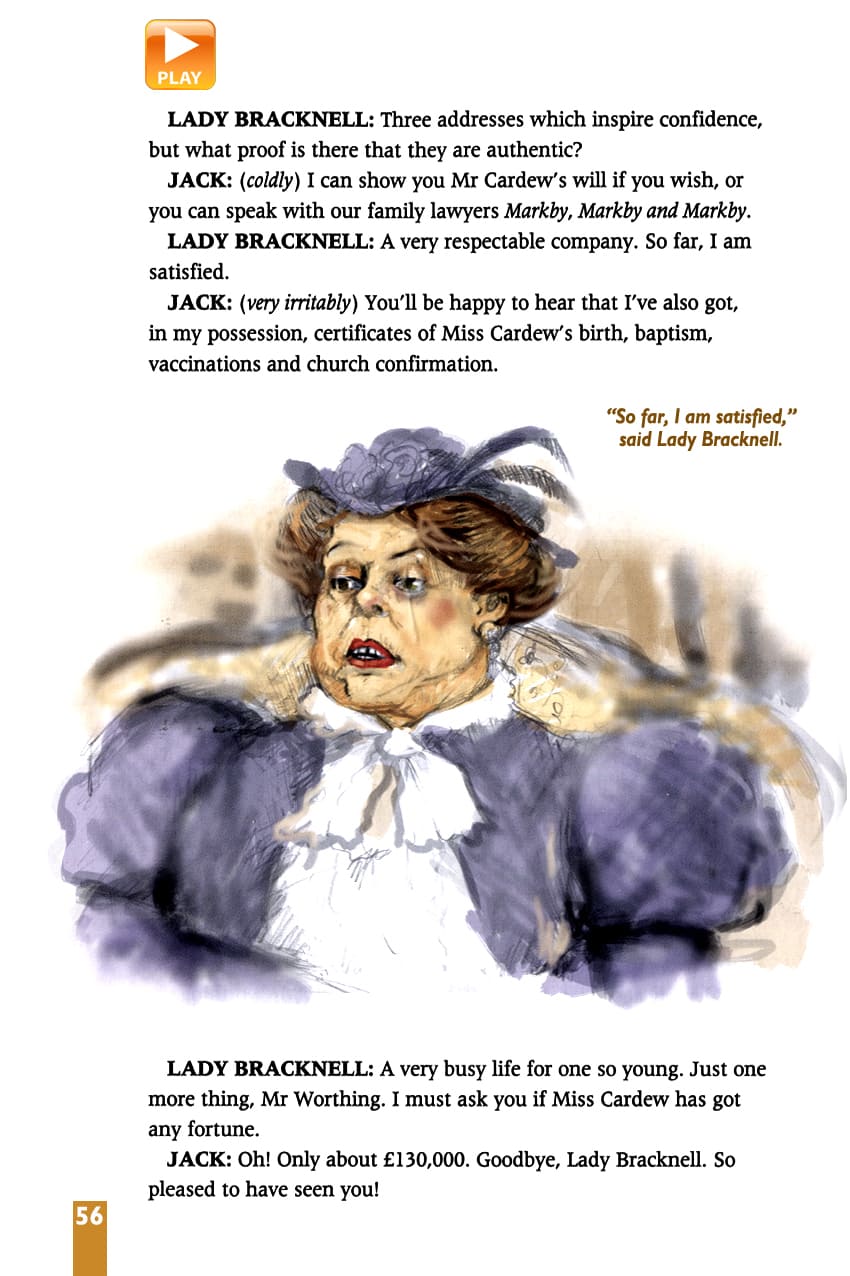 PLAY
LADY BRACKNELL: Three addresses which inspire confidence,
but what proof is there that they are authentic?
JACK: (coldly) I can show you Mr Cardew’s will if you wish, or
you can speak with our family lawyers Markby, Markby and Markby.
LADY BRACKNELL: A very respectable company. So far, I am
satisfied.
JACK: (very irritably) You’ll be happy to hear that I’ve also got,
in my possession, certificates of Miss Cardew’s birth, baptism,
vaccinations and church confirmation.
“So far, I am satisfied,”
said Lady Bracknell.
LADY BRACKNELL: A very busy life for one so young. Just one
more thing, Mr Worthing. I must ask you if Miss Cardew has got
any fortune.
JACK: Oh! Only about £130,000. Goodbye, Lady Bracknell. So
pleased to have seen you!
56